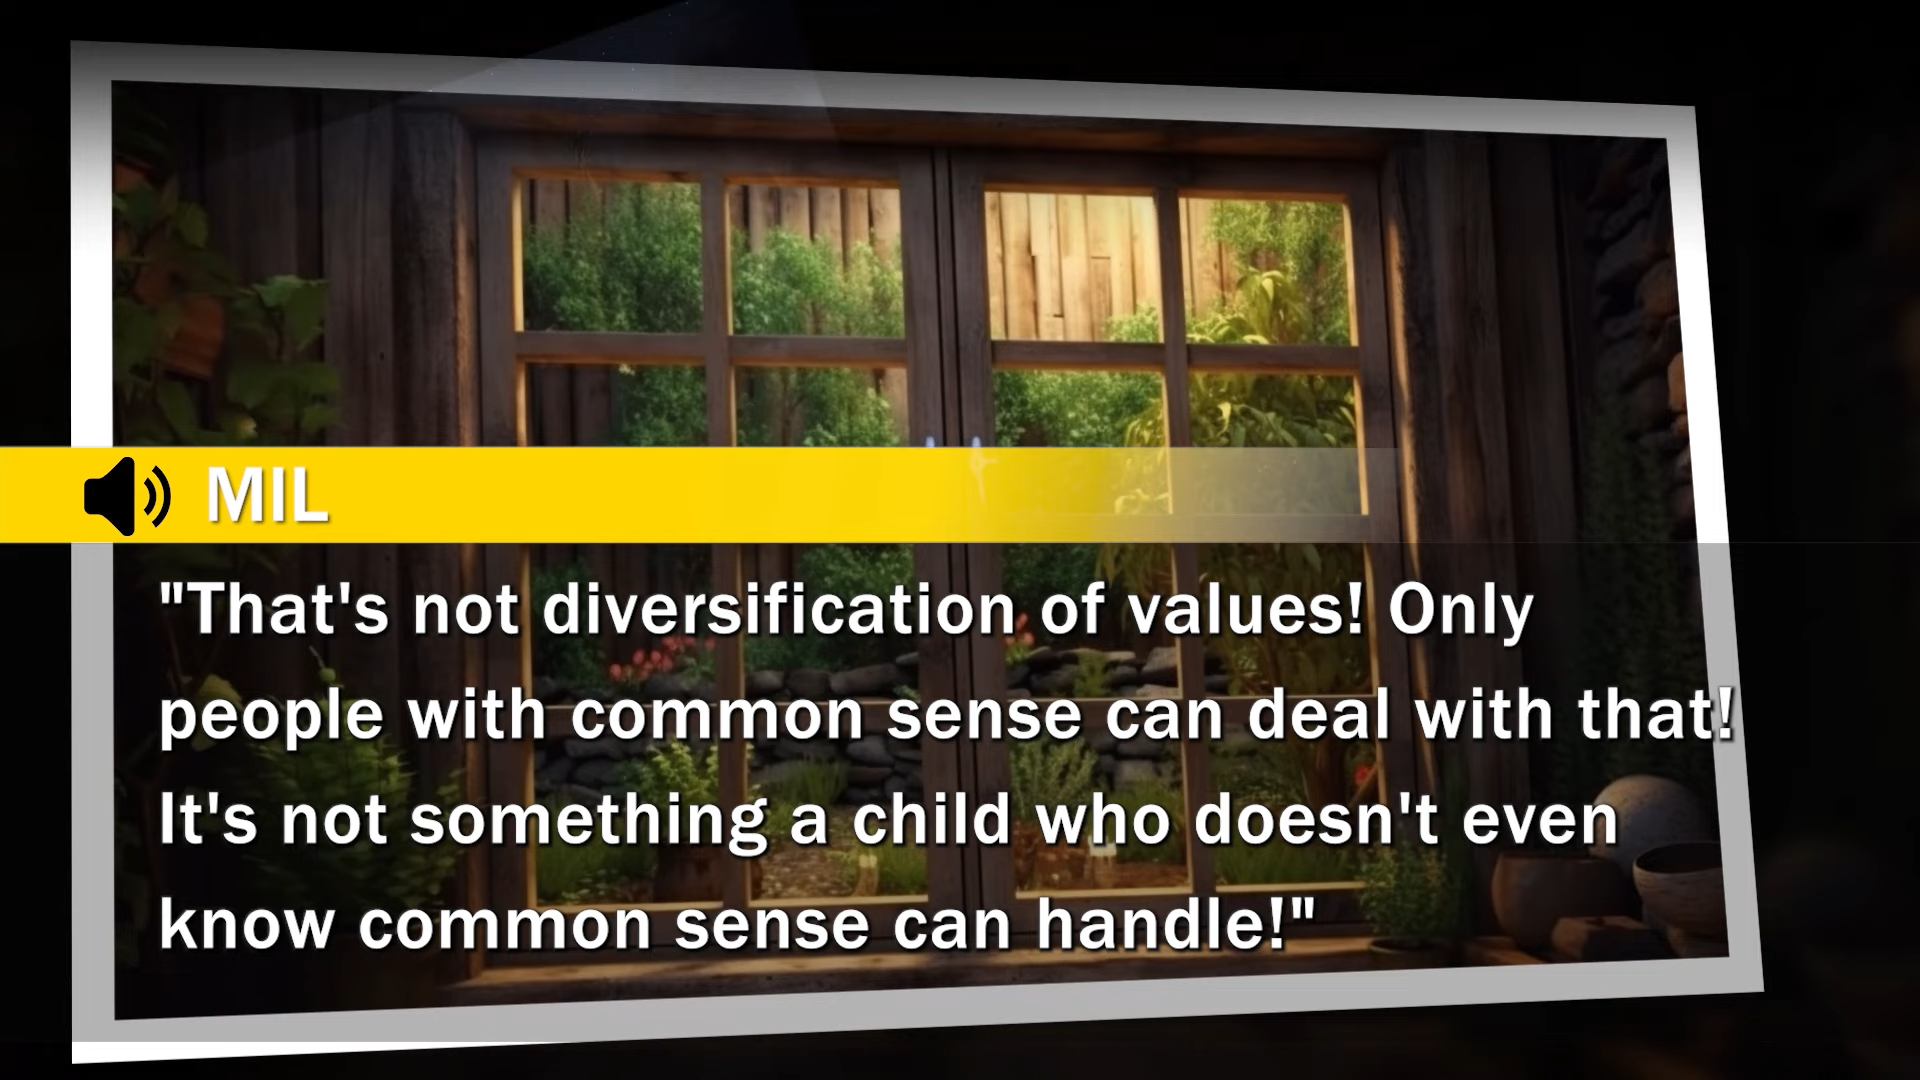 MIL
"That's not diversification of values! Only
people with common sense can deal with that!
It's not something a child who doesn't even
know common sense can handle!"